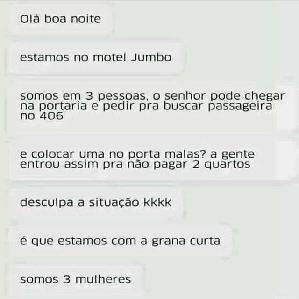 Olá boa noite
estamos no motel Jumbo
somos em 3 pessoas, o senhor pode chegar
na portaria e pedir pra buscar passageira
no 406
e colocar uma no porta malas? a gente
entrou assim pra não pagar 2 quartos
desculpa a situação kkkk
é que estamos com a grana curta
somos 3 mulheres